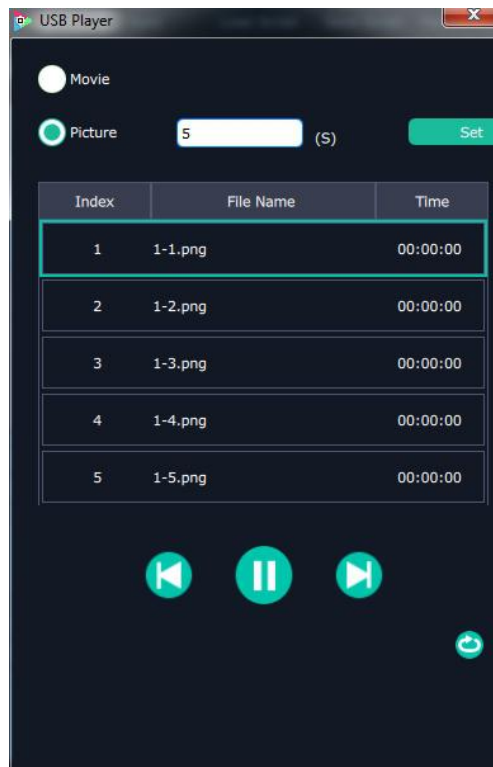 USB Player
Movie
Picture 5 (S) Set
Index File Name Time
1 1-1.png 00:00:00
2 1-2.png 00:00:00
3 1-3.png 00:00:00
4 1-4.png 00:00:00
5 1-5.png 00:00:00